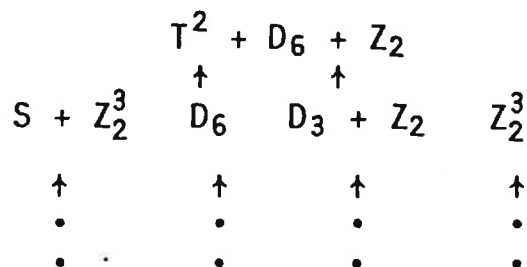 T² + D₆ + Z₂
↑ ↑
S + Z₂³ D₆ D₃ + Z₂ Z₂³
↑ ↑ ↑ ↑
• • • •
• • • •